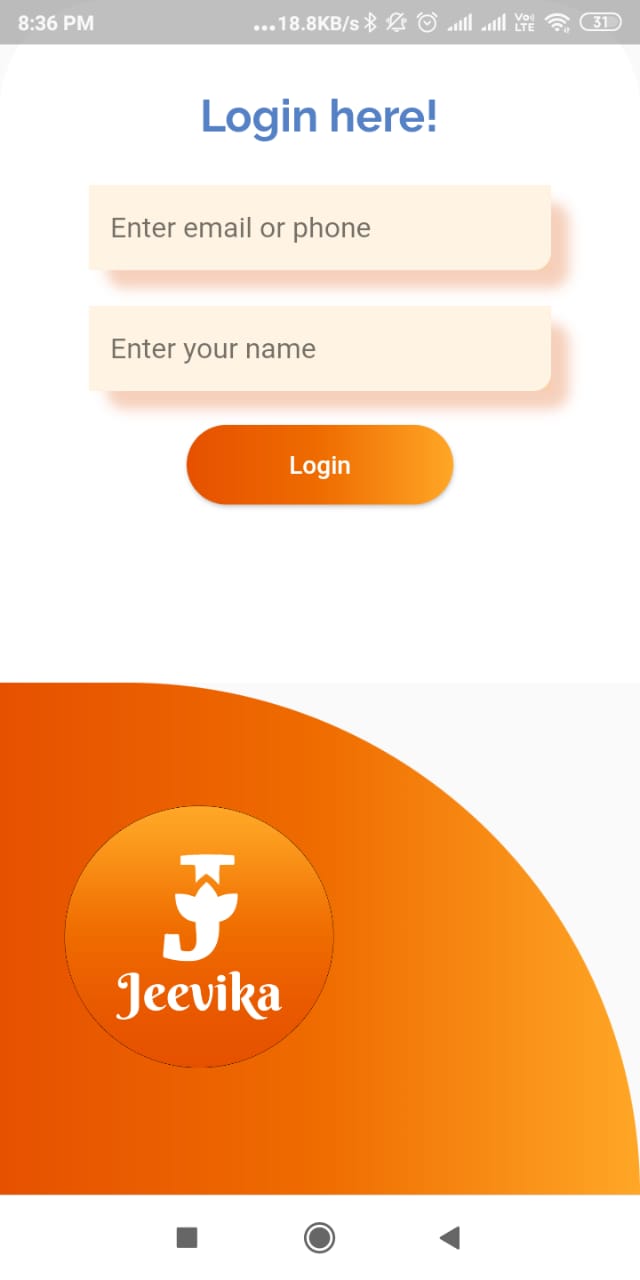 8:36 PM ...18.8KB/s Vo) LTE 31
Login here!
Enter email or phone
Enter your name
Login
J
Jeevika